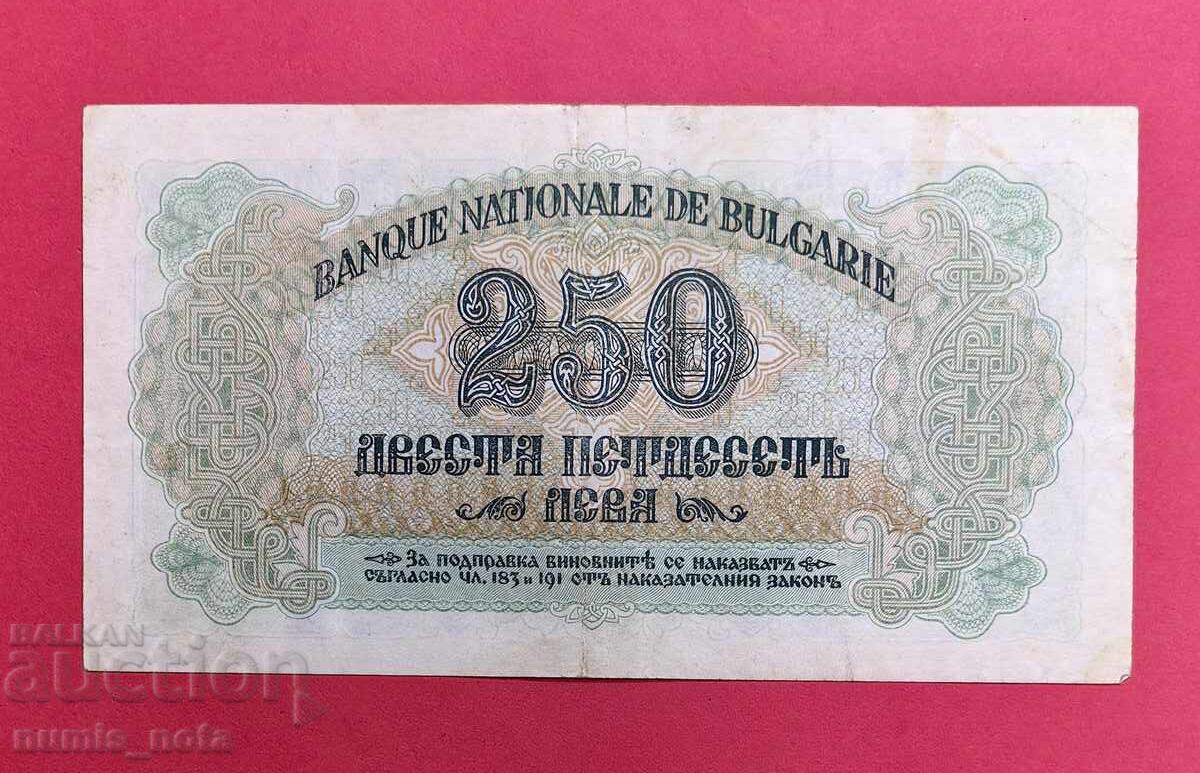 BANQUE NATIONALE DE BULGARIE
250
ДВЕСТА ПЕТДЕСЕТЬ
ЛЕВА
ЗА ПОДПРАВКА ВИНОВНИТѢ СЕ НАКАЗВАТЪ
СЪГЛАСНО ЧЛ. 183 И 191 ОТЪ НАКАЗАТЕЛНИЯ ЗАКОНЪ
BALKAN
auction
numis_nota